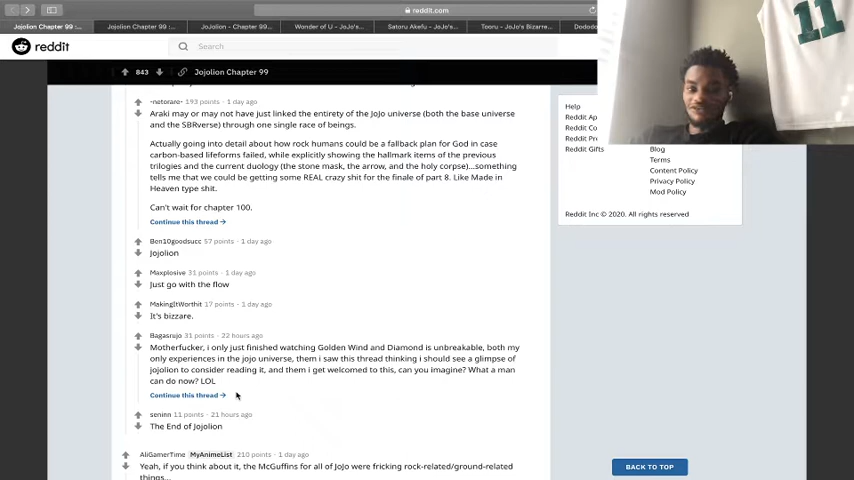 reddit.com
Jojolion Chapter 99 :...
Jojolion Chapter :...
JoJolion - Chapter 99...
Wonder of U - JoJo's...
Satoru Akefu - JoJo's...
Tooru - JoJo's Bizarre...
Dodod
reddit
Search
843
Jojolion Chapter 99
11
-notorare- 193 points · 1 day ago
Araki may or may not have just linked the entirety of the JoJo universe (both the base universe
and the SBRverse) through one single race of beings.
Actually going into detail about how rock humans could be a fallback plan for God in case
carbon-based lifeforms failed, while explicitly showing the hallmark items of the previous
trilogies and the current duology (the stone mask, the arrow, and the holy corpse)...something
tells me that we could be getting some REAL crazy shit for the finale of part 8. Like Made in
Heaven type shit.
Can't wait for chapter 100.
Continue this thread →
Ben10goodsucc 57 points · 1 day ago
Jojolion
Maxplosive 31 points · 1 day ago
Just go with the flow
MakingItWorthit 17 points · 1 day ago
It's bizzare.
Bagasrujo 31 points · 22 hours ago
Motherfucker, i only just finished watching Golden Wind and Diamond is unbreakable, both my
only experiences in the jojo universe, them i saw this thread thinking i should see a glimpse of
jojolion to consider reading it, and them i get welcomed to this, can you imagine? What a man
can do now? LOL
Continue this thread →
seninn 11 points · 21 hours ago
The End of Jojolion
AliGamerTime MyAnimeList 210 points · 1 day ago
Yeah, if you think about it, the McGuffins for all of JoJo were fricking rock-related/ground-related
things...
Help
Reddit Ap
Reddit Co
Reddit Pre
Reddit Gifts
Blog
Terms
Content Policy
Privacy Policy
Mod Policy
Reddit Inc © 2020. All rights reserved
BACK TO TOP